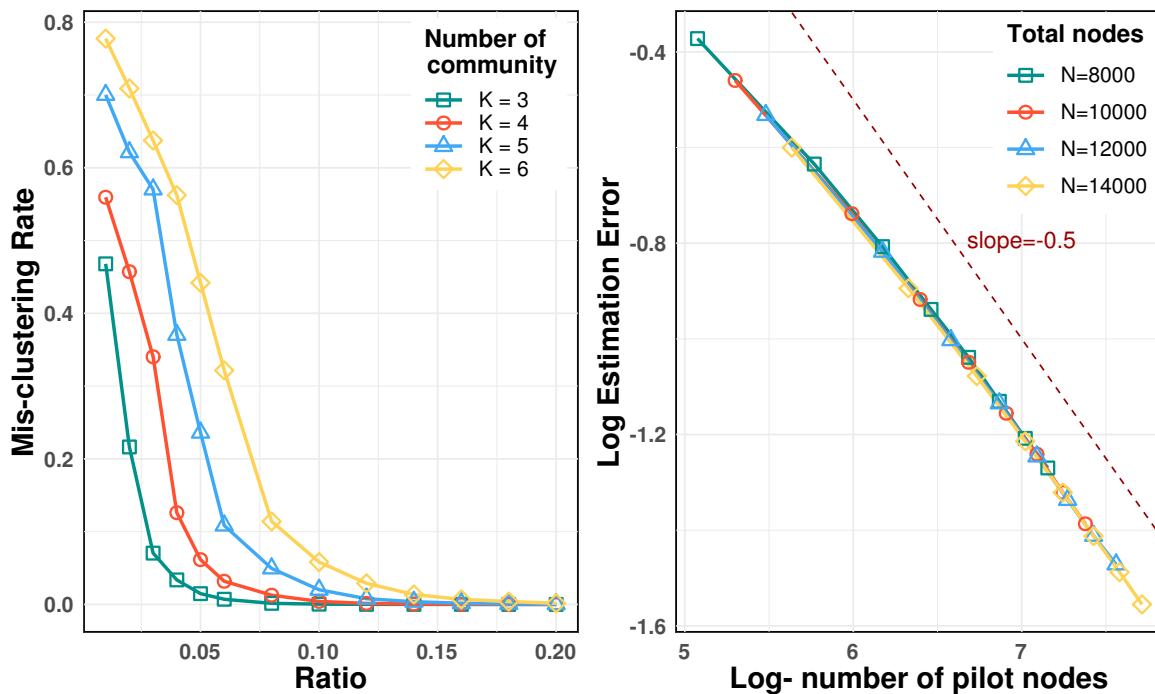 Mis-clustering Rate
0.8
0.6
0.4
0.2
0.0
Number of
community
K = 3
K = 4
K = 5
K = 6
0.05
0.10
0.15
0.20
Ratio
Log Estimation Error
-0.4
-0.8
-1.2
-1.6
Total nodes
N=8000
N=10000
N=12000
N=14000
slope=-0.5
5
6
7
Log- number of pilot nodes